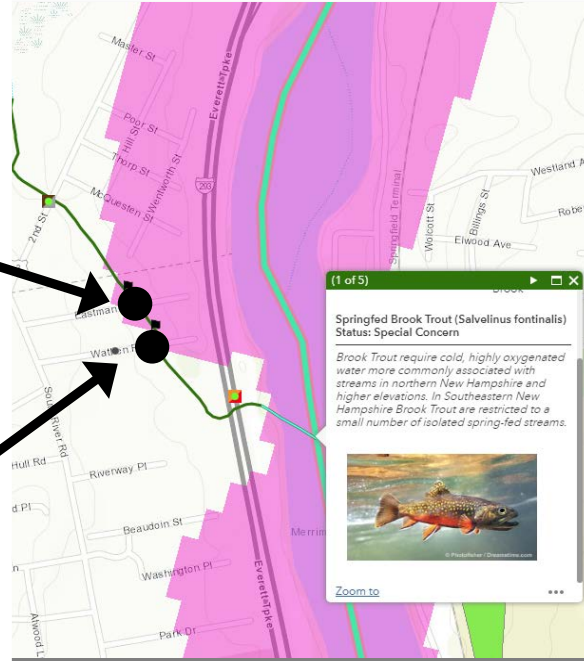 Master St
Poor St
Hill St
Thorp St
Wentworth St
McQuesten St
2nd St
Everett Tpke
293
Springfield Terminal
Wolcott St
Billings St
Westland A
Robe
Elwood Ave
(1 of 5)
Springfed Brook Trout (Salvelinus fontinalis)
Status: Special Concern
Brook Trout require cold, highly oxygenated
water more commonly associated with
streams in northern New Hampshire and
higher elevations. In Southeastern New
Hampshire Brook Trout are restricted to a
small number of isolated spring-fed streams.
© Photofisher / Dreamstime.com
Zoom to
Eastman
South River Rd
Hull Rd
Riverway Pl
d Pl
Beaudoin St
Merrim
n
Washington Pl
Everett Tpke
Atwood L
Park Dr